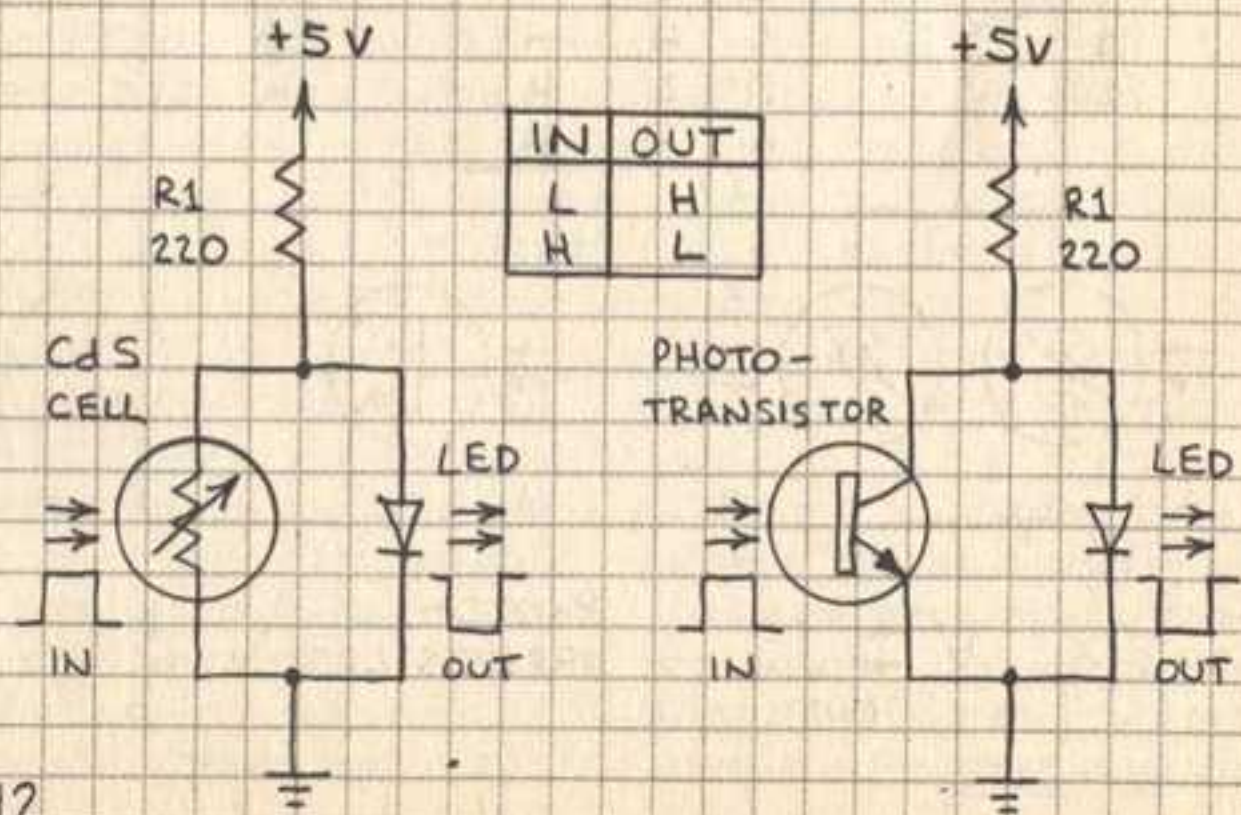 +5V
R1
220
CdS
CELL
LED
IN
OUT
IN OUT
L H
H L
+5V
R1
220
PHOTO-
TRANSISTOR
LED
IN
OUT